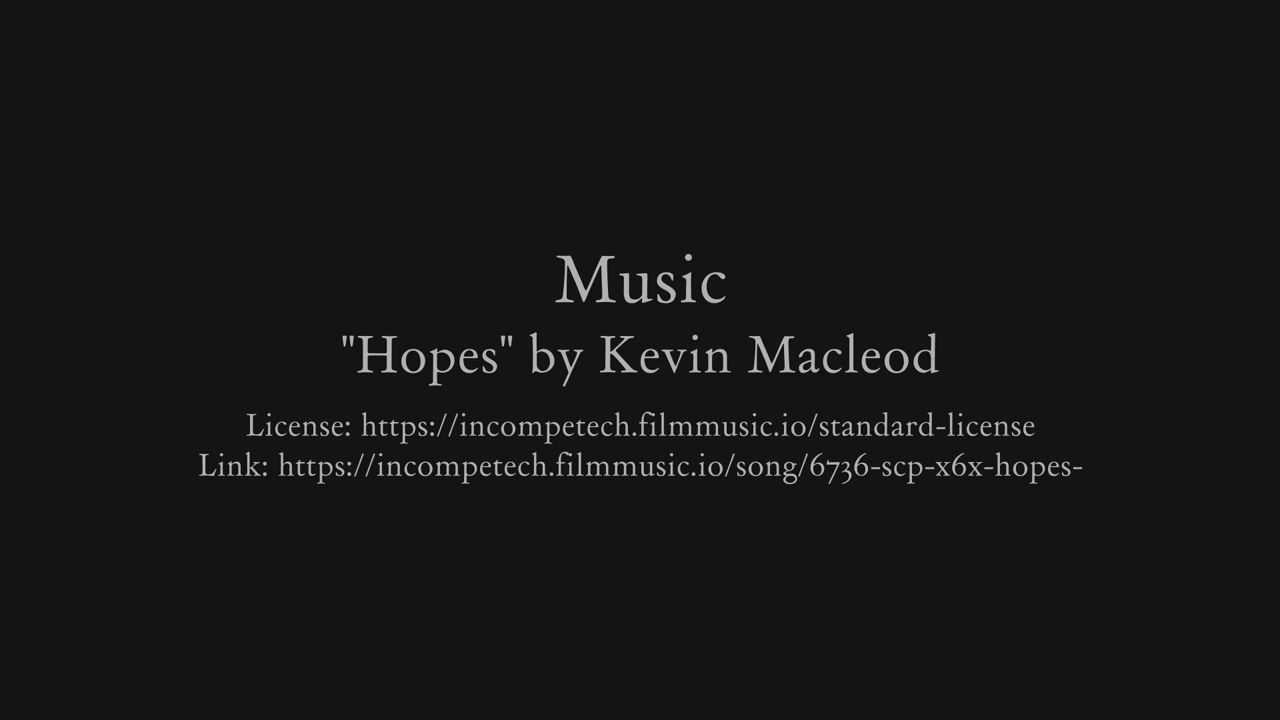 Music
"Hopes" by Kevin Macleod
License: https://incompetech.filmmusic.io/standard-license
Link: https://incompetech.filmmusic.io/song/6736-scp-x6x-hopes-